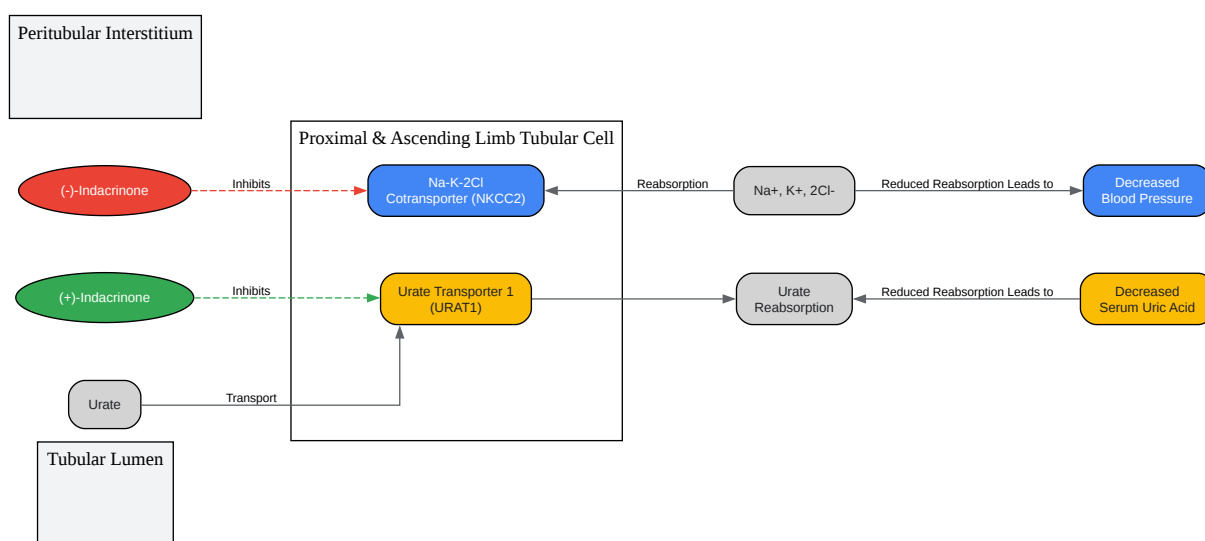 Peritubular Interstitium
Proximal & Ascending Limb Tubular Cell
(-)-Indacrinone
Inhibits
Na-K-2Cl
Cotransporter (NKCC2)
Reabsorption
Na+, K+, 2Cl-
Reduced Reabsorption Leads to
Decreased
Blood Pressure
(+)-Indacrinone
Inhibits
Urate Transporter 1
(URAT1)
Urate
Reabsorption
Reduced Reabsorption Leads to
Decreased
Serum Uric Acid
Urate
Transport
Tubular Lumen